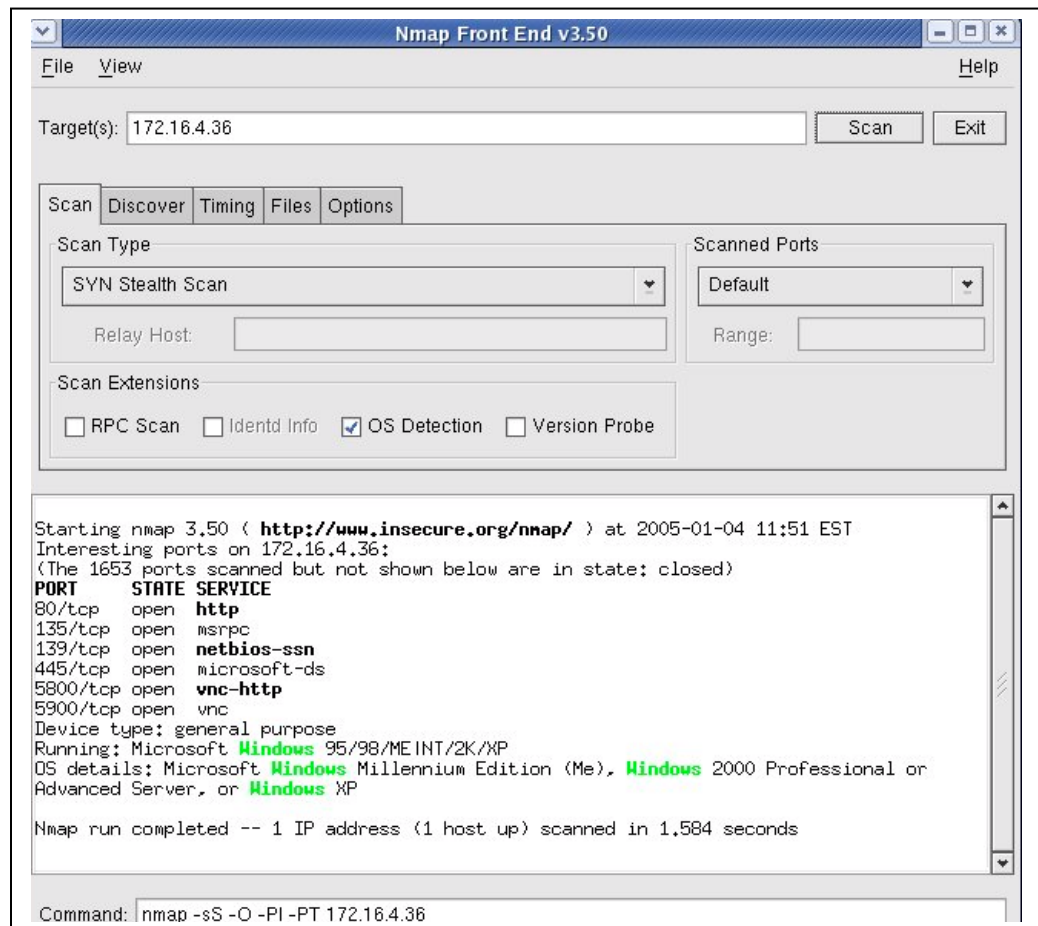 Nmap Front End v3.50
File View Help
Target(s): 172.16.4.36 Scan Exit
Scan Discover Timing Files Options
Scan Type Scanned Ports
SYN Stealth Scan Default
Relay Host: Range:
Scan Extensions
RPC Scan Identd Info OS Detection Version Probe
Starting nmap 3.50 ( http://www.insecure.org/nmap/ ) at 2005-01-04 11:51 EST
Interesting ports on 172.16.4.36:
(The 1653 ports scanned but not shown below are in state: closed)
PORT STATE SERVICE
80/tcp open http
135/tcp open msrpc
139/tcp open netbios-ssn
445/tcp open microsoft-ds
5800/tcp open vnc-http
5900/tcp open vnc
Device type: general purpose
Running: Microsoft Windows 95/98/ME|NT/2K/XP
OS details: Microsoft Windows Millennium Edition (Me), Windows 2000 Professional or
Advanced Server, or Windows XP
Nmap run completed -- 1 IP address (1 host up) scanned in 1.584 seconds
Command: nmap -sS -O -PI -PT 172.16.4.36